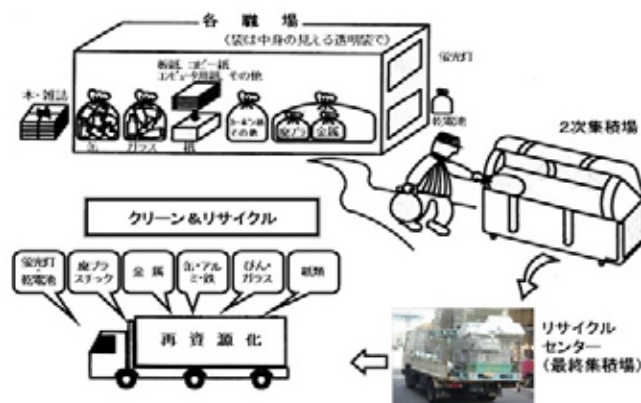 各職場
(袋は中身の見える透明袋で)
板紙、コピー紙
コンピュータ用紙、その他
本・雑誌
缶
ガラス
紙
カーボン紙
その他
廃プラ
金属
蛍光灯
乾電池
2次集積場
クリーン&リサイクル
蛍光灯
・
乾電池
廃プラ
スチック
金属
缶・アル
ミ・鉄
びん・
ガラス
紙類
再資源化
リサイクル
センター
(最終集積場)